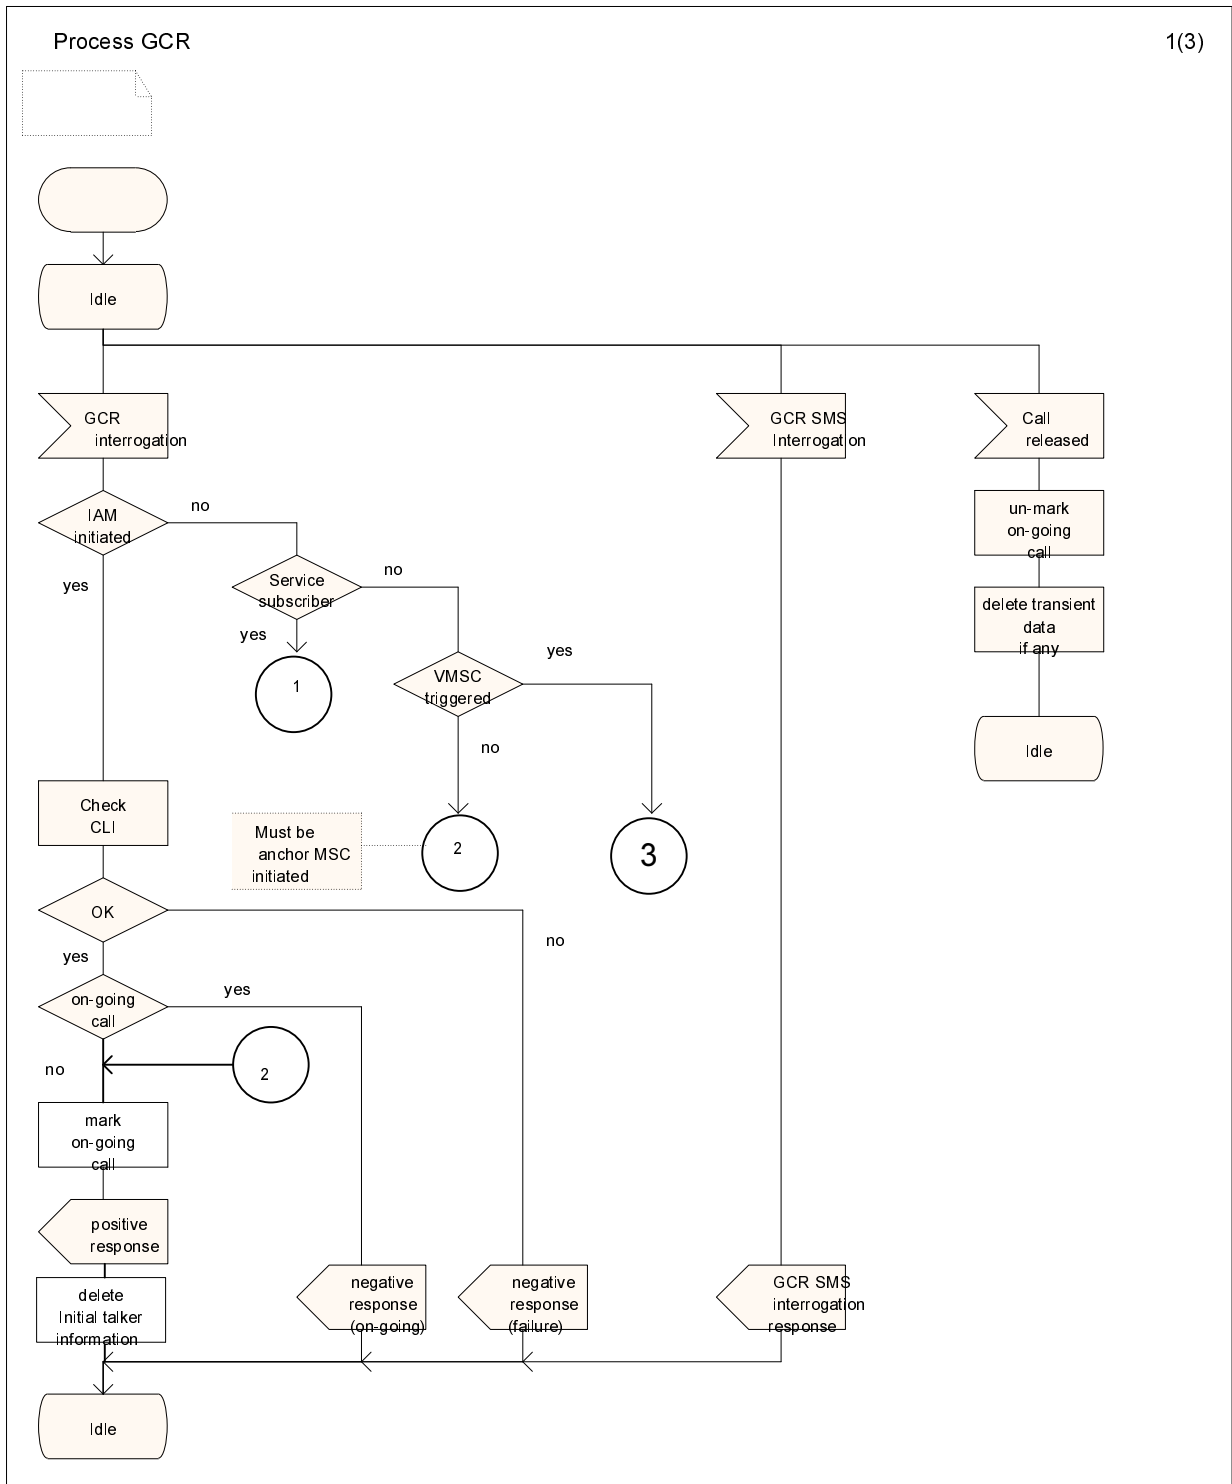 Process GCR
1(3)
Idle
GCR
interrogation
GCR SMS
Interrogation
Call
released
IAM
initiated
no
yes
un-mark
on-going
call
Service
subscriber
no
yes
delete transient
data
if any
1
VMSC
triggered
yes
no
Idle
Check
CLI
Must be
anchor MSC
initiated
2
3
OK
no
yes
on-going
call
yes
no
2
mark
on-going
call
positive
response
delete
Initial talker
information
negative
response
(on-going)
negative
response
(failure)
GCR SMS
interrogation
response
Idle